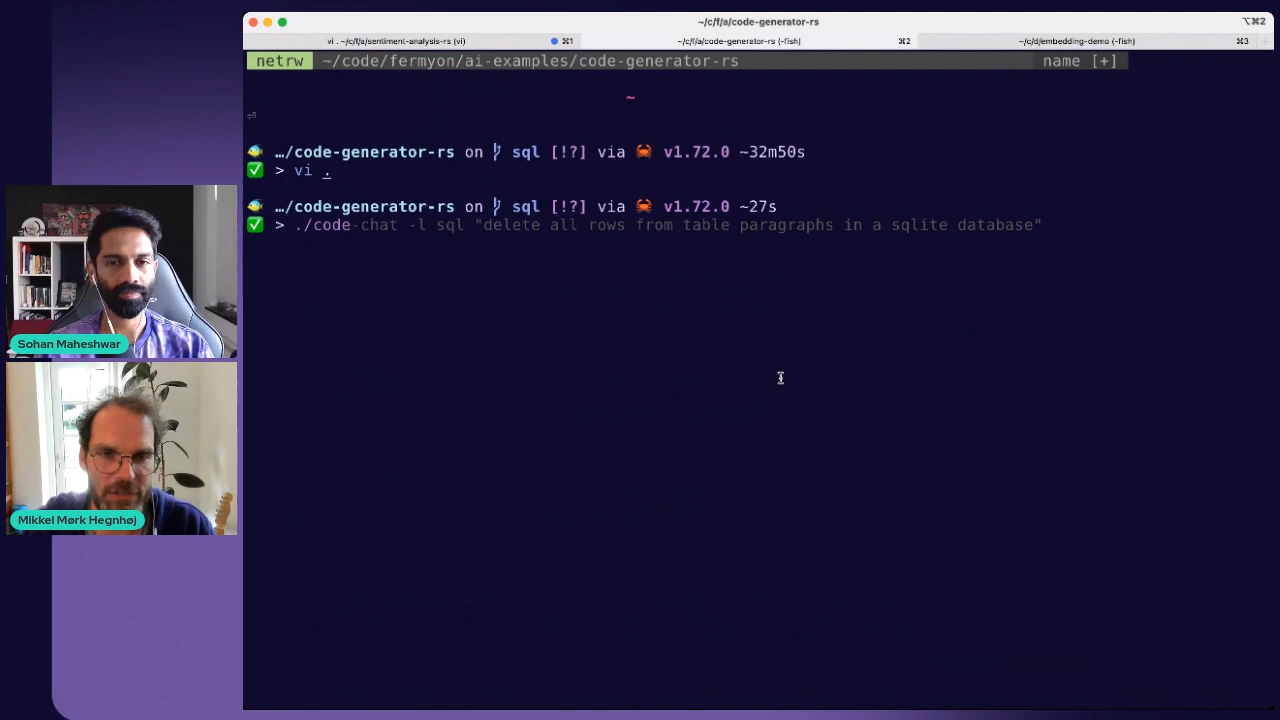 ~/c/f/a/code-generator-rs
⌥⌘2
vi . ~/c/f/a/sentiment-analysis-rs (vi)
⌘1
~/c/f/a/code-generator-rs (-fish)
⌘2
~/c/d/embedding-demo (-fish)
⌘3
netrw ~/code/fermyon/ai-examples/code-generator-rs name [+]
~
⏎
…/code-generator-rs on sql [!?] via 🦀 v1.72.0 ~32m50s
✅ > vi .
…/code-generator-rs on sql [!?] via 🦀 v1.72.0 ~27s
✅ > ./code-chat -l sql "delete all rows from table paragraphs in a sqlite database"
Sohan Maheshwar
Mikkel Mørk Hegnhøj